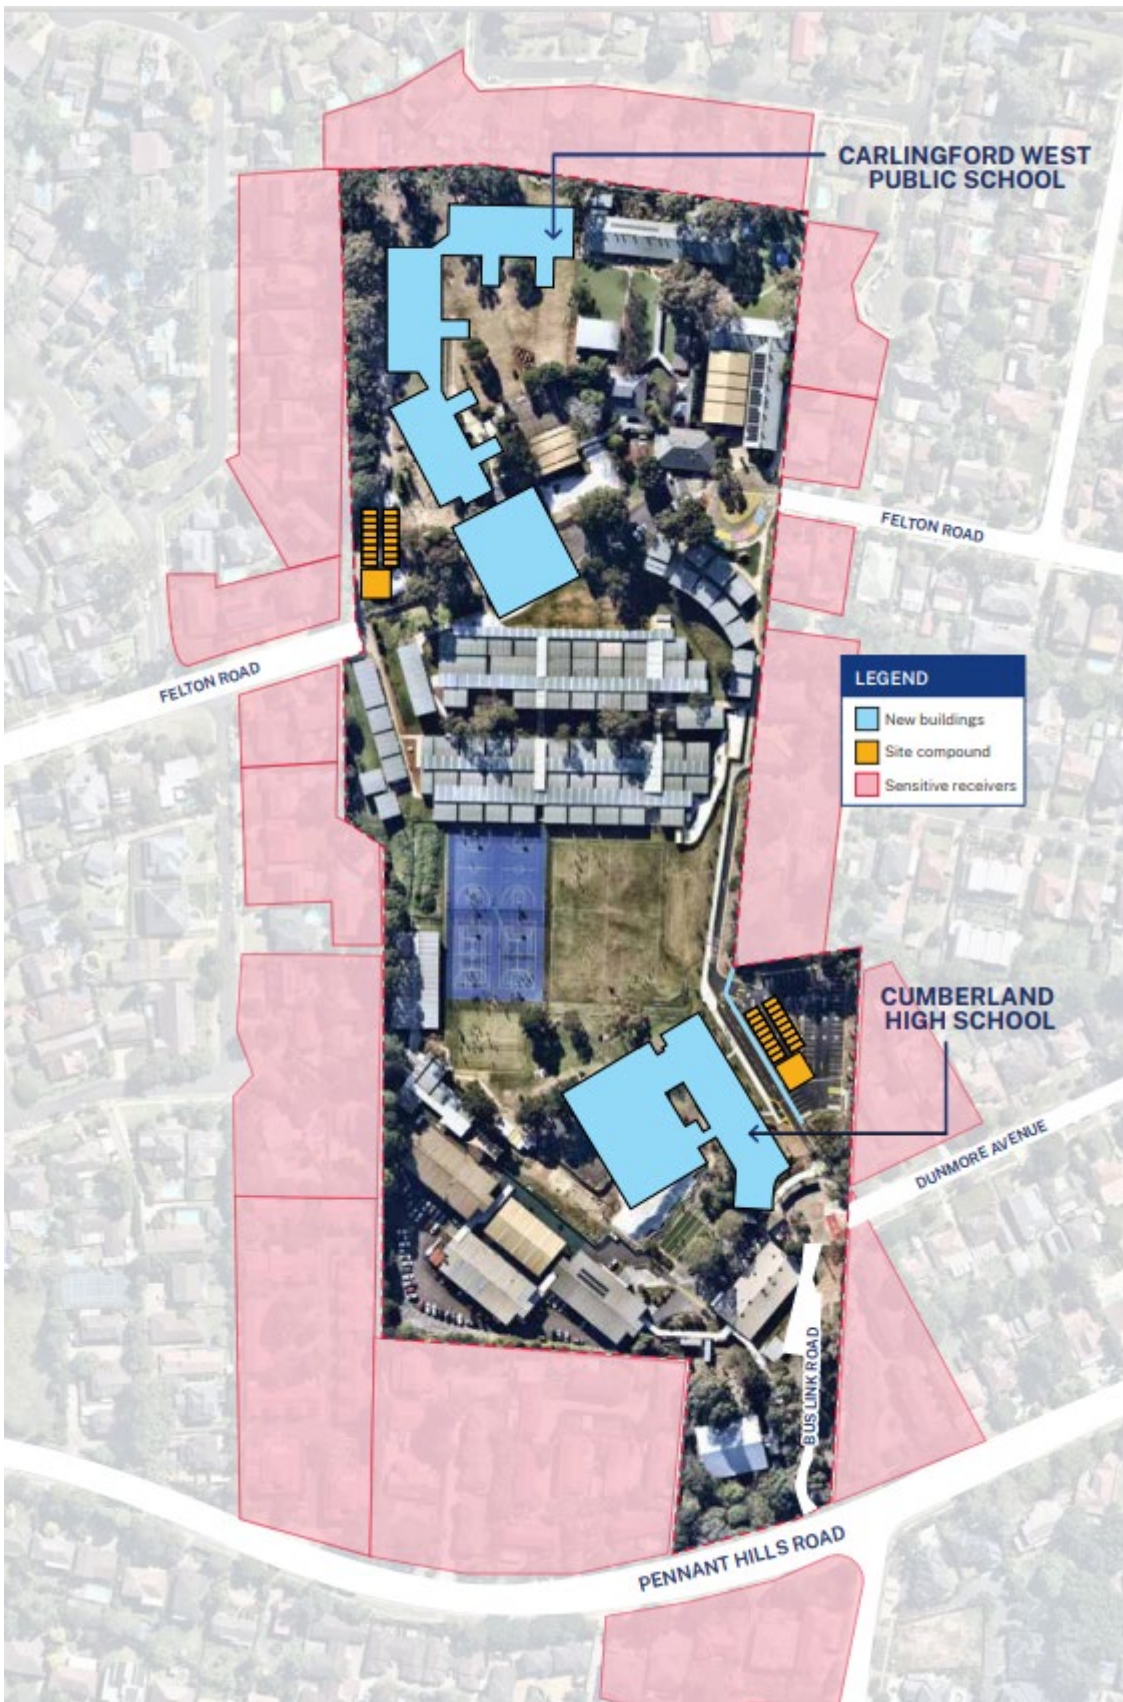 CARLINGFORD WEST
PUBLIC SCHOOL
FELTON ROAD
FELTON ROAD
LEGEND
New buildings
Site compound
Sensitive receivers
CUMBERLAND
HIGH SCHOOL
DUNMORE AVENUE
BUS LINK ROAD
PENNANT HILLS ROAD